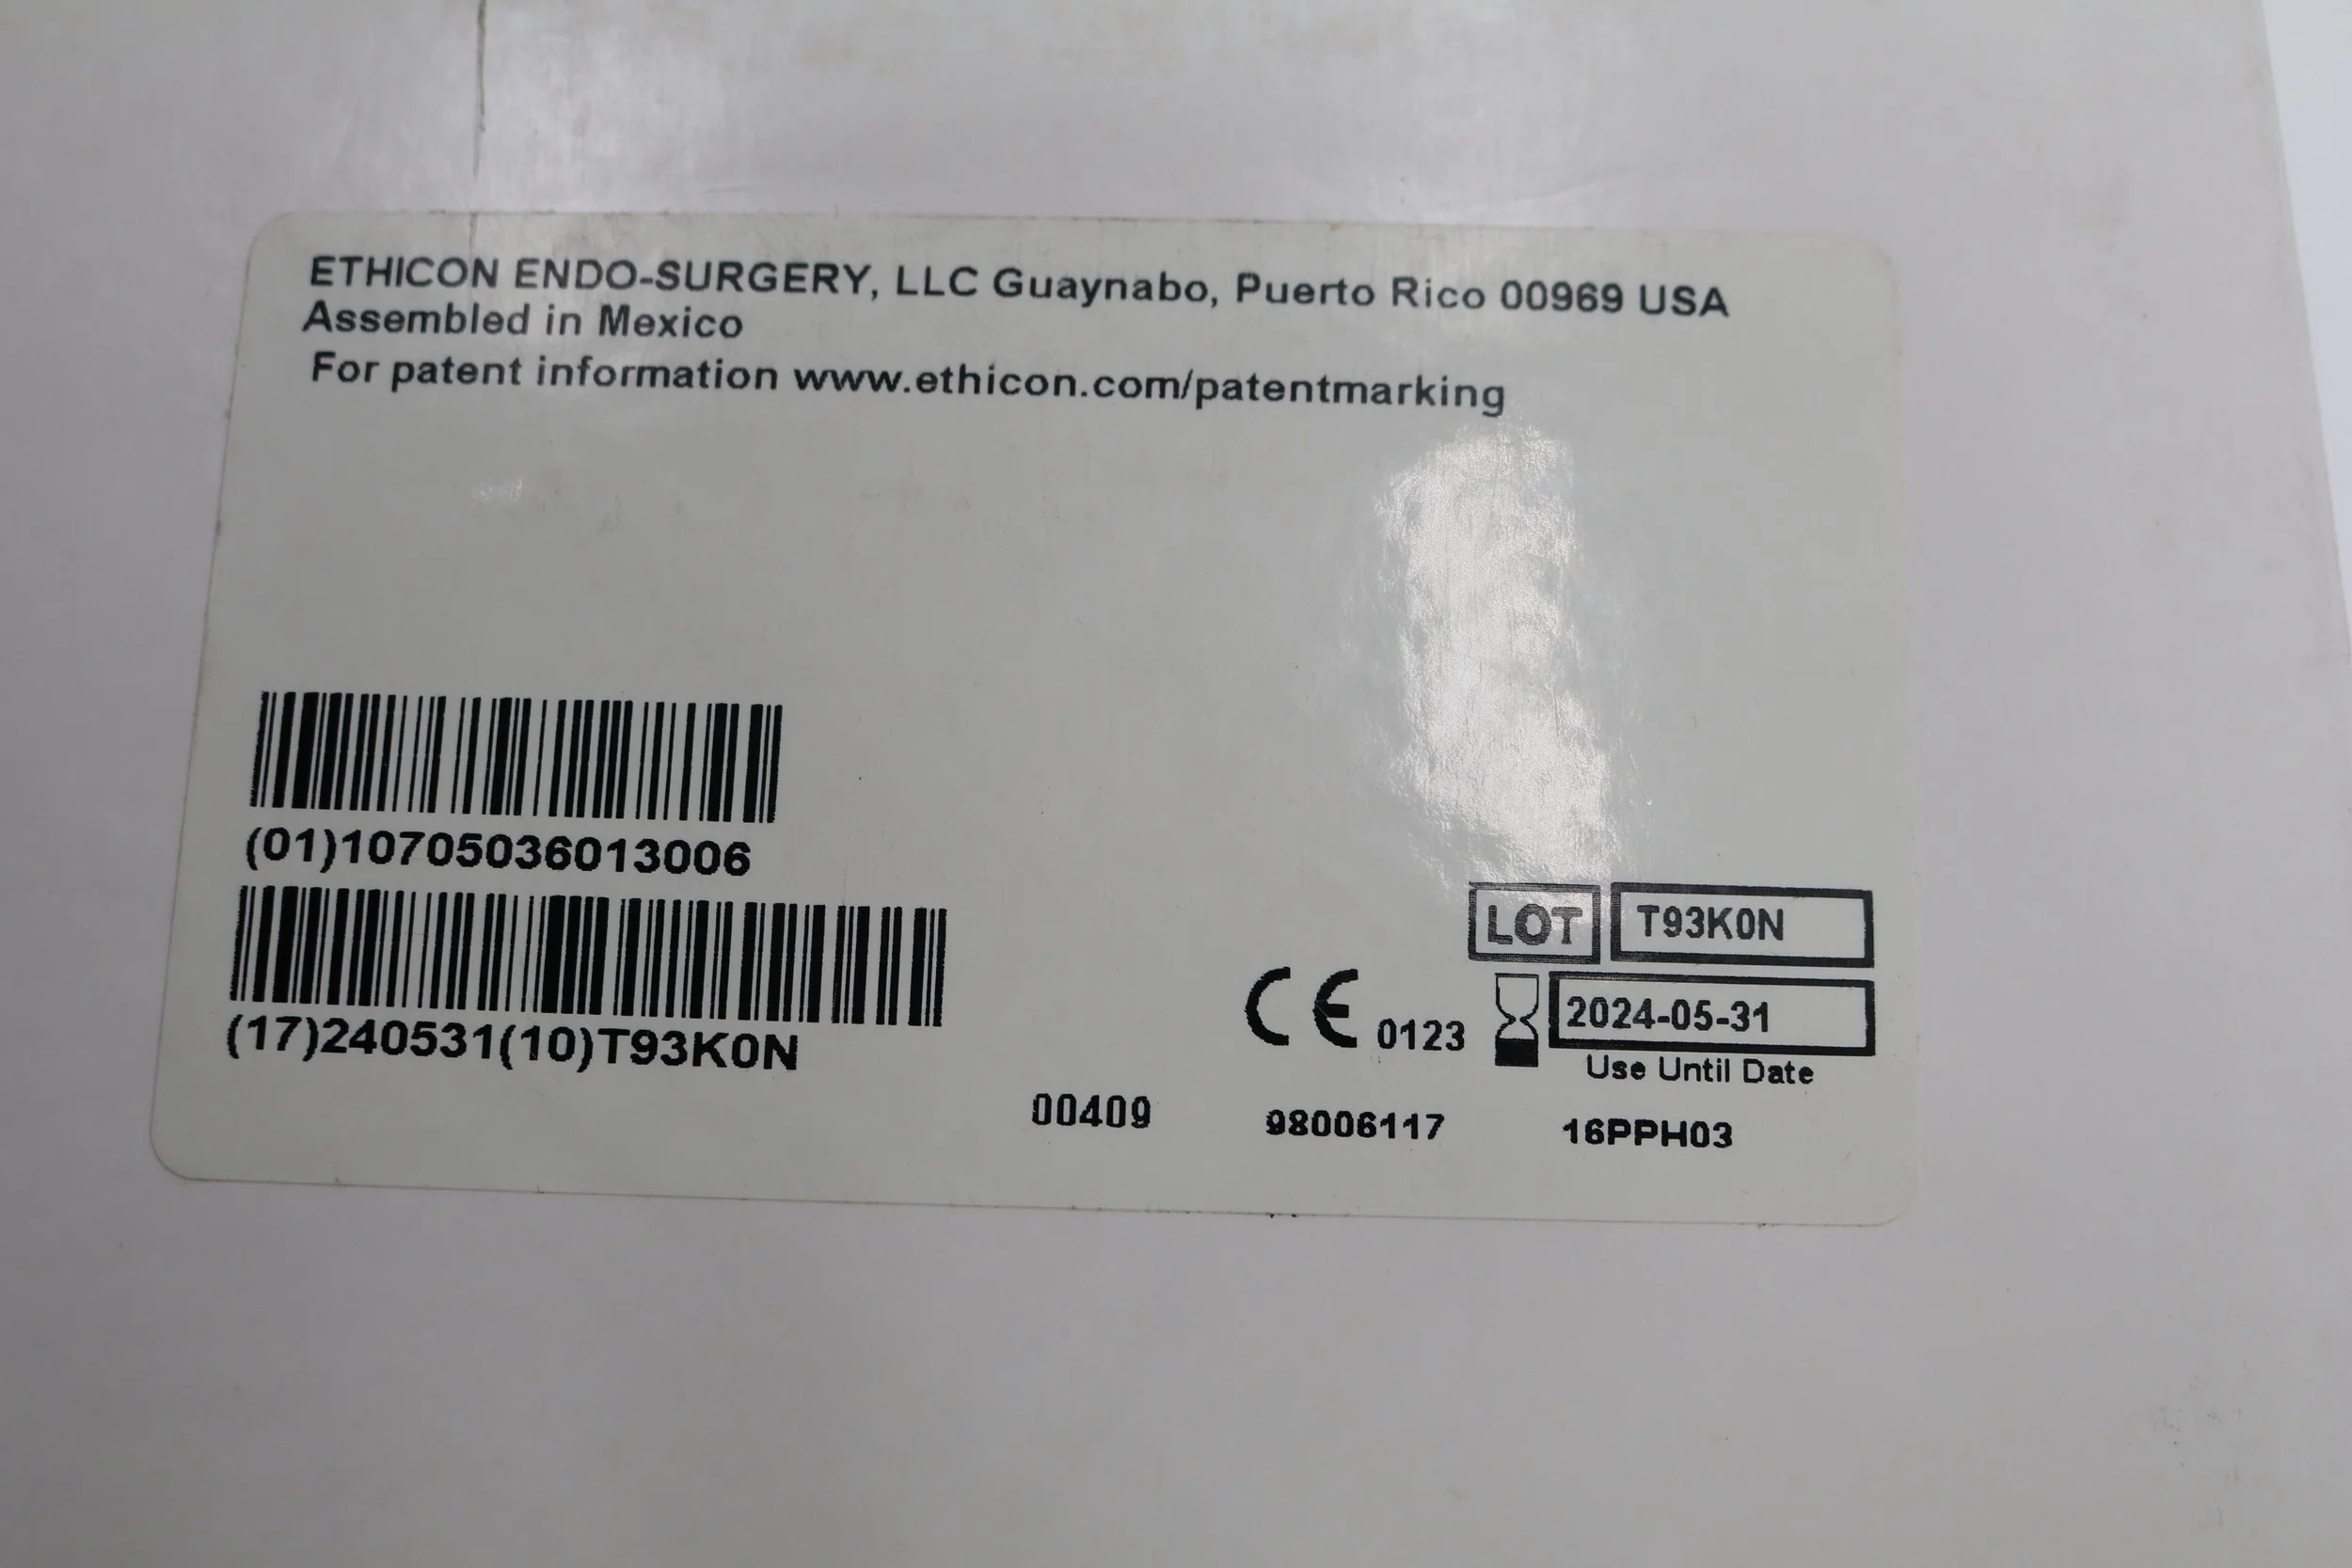 ETHICON ENDO-SURGERY, LLC Guaynabo, Puerto Rico 00969 USA
Assembled in Mexico
For patent information www.ethicon.com/patentmarking
(01)10705036013006
LOT T93K0N
(17)240531(10)T93K0N
CE 0123 2024-05-31
Use Until Date
00409 98006117 16PPH03